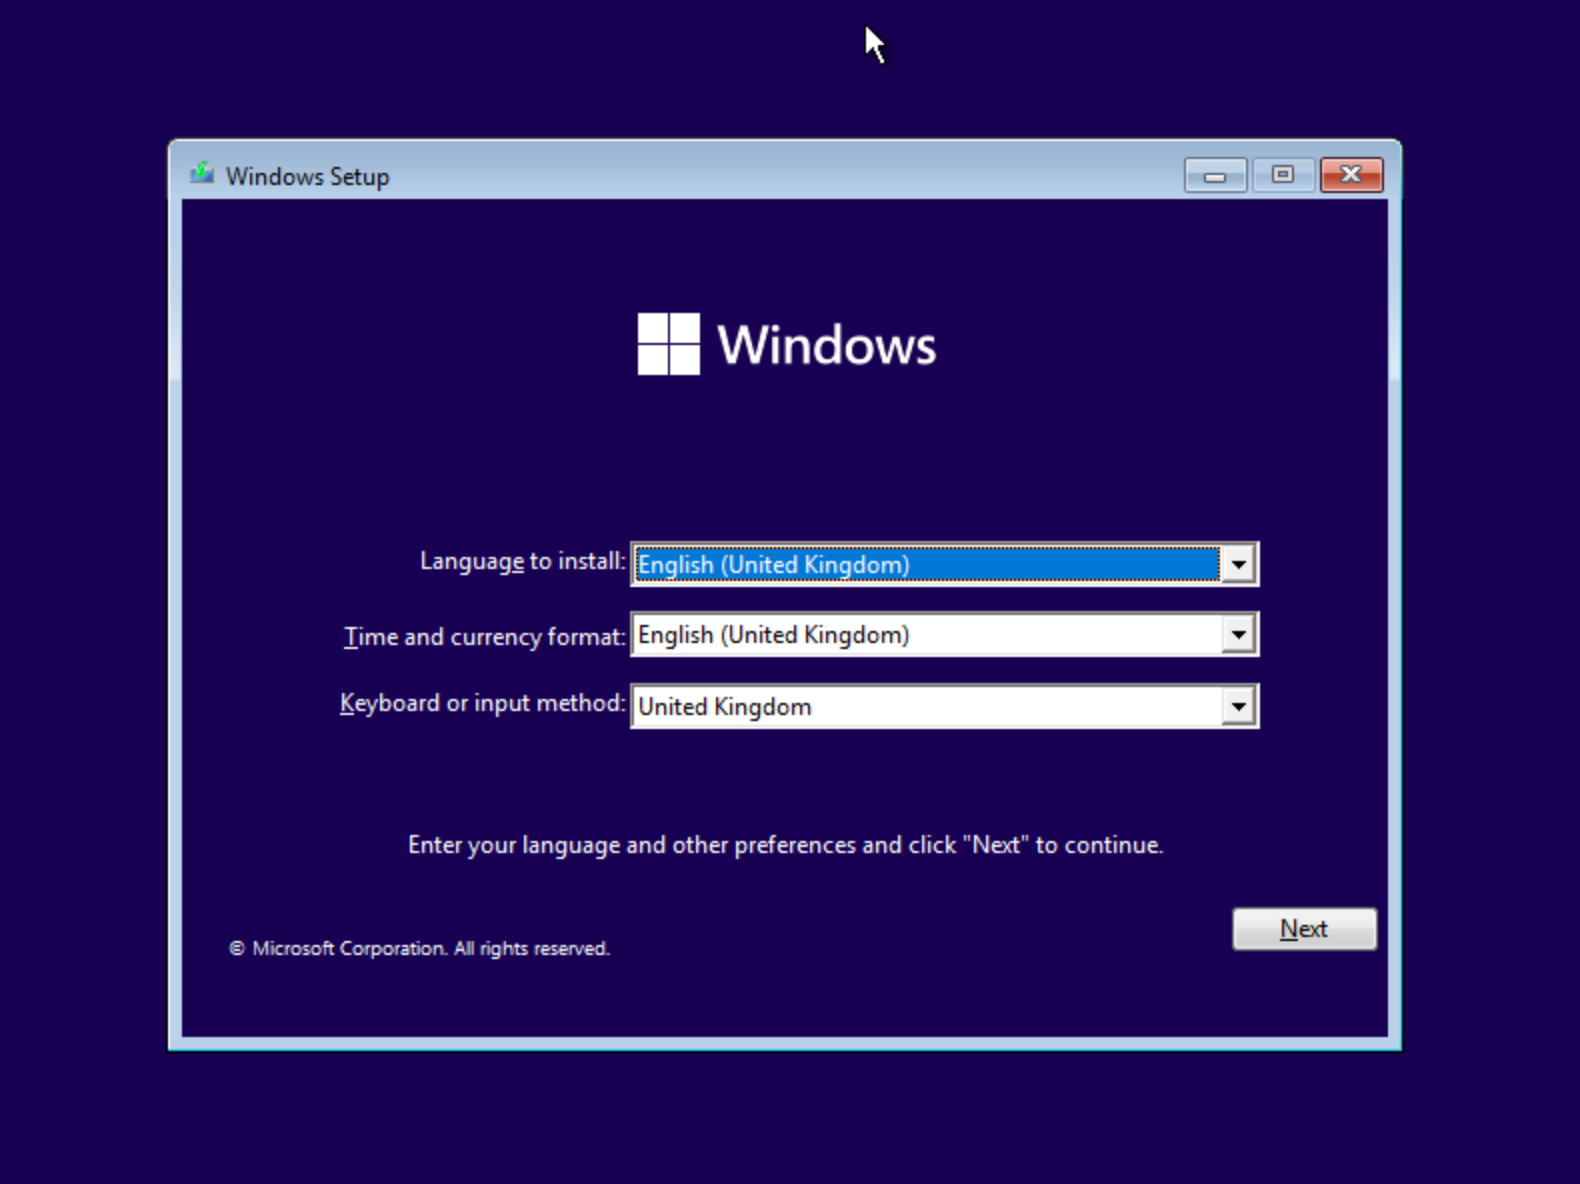 Windows Setup
Windows
Language to install: English (United Kingdom)
Time and currency format: English (United Kingdom)
Keyboard or input method: United Kingdom
Enter your language and other preferences and click "Next" to continue.
Next
© Microsoft Corporation. All rights reserved.